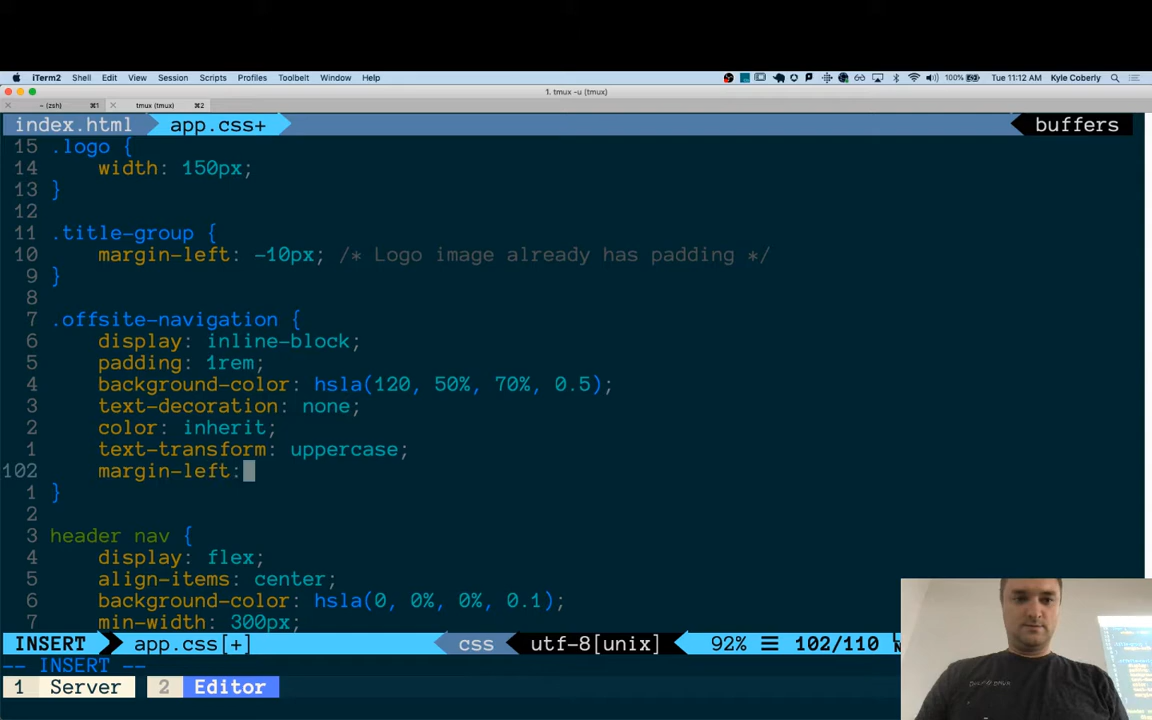 iTerm2 Shell Edit View Session Scripts Profiles Toolbelt Window Help 100% Tue 11:12 AM Kyle Coberly
1. tmux -u (tmux)
~ (zsh) ⌘1 tmux (tmux) ⌘2
index.html app.css+ buffers
15 .logo {
14 width: 150px;
13 }
12
11 .title-group {
10 margin-left: -10px; /* Logo image already has padding */
9 }
8
7 .offsite-navigation {
6 display: inline-block;
5 padding: 1rem;
4 background-color: hsla(120, 50%, 70%, 0.5);
3 text-decoration: none;
2 color: inherit;
1 text-transform: uppercase;
102 margin-left:
1 }
2
3 header nav {
4 display: flex;
5 align-items: center;
6 background-color: hsla(0, 0%, 0%, 0.1);
7 min-width: 300px;
INSERT app.css[+] css utf-8[unix] 92% ☰ 102/110
-- INSERT --
1 Server 2 Editor